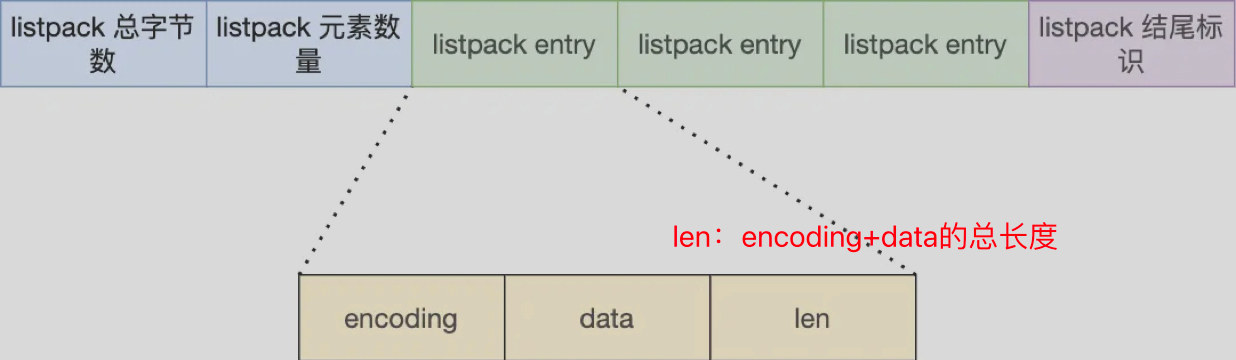 listpack 总字节
数
listpack 元素数
量
listpack entry
listpack entry
listpack entry
listpack 结尾标
识
len：encoding+data的总长度
encoding
data
len